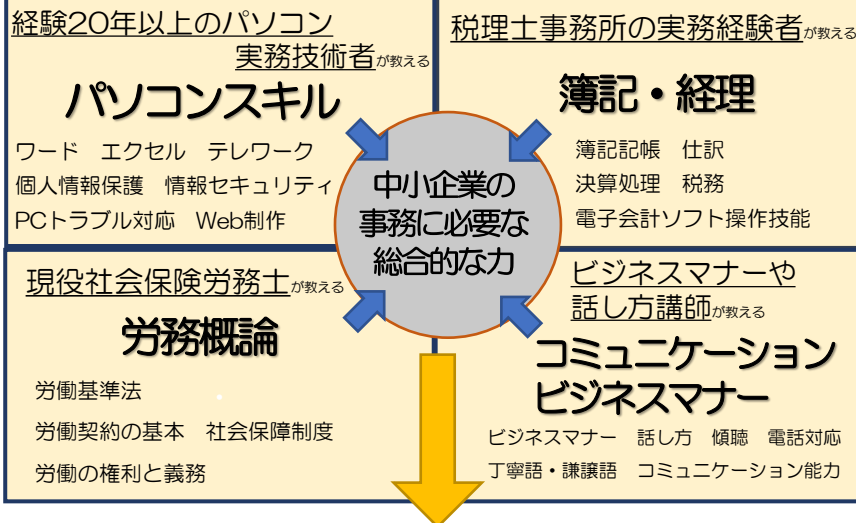 経験20年以上のパソコン
実務技術者が教える
パソコンスキル
ワード エクセル テレワーク
個人情報保護 情報セキュリティ
PCトラブル対応 Web制作
税理士事務所の実務経験者が教える
簿記・経理
簿記記帳 仕訳
決算処理 税務
電子会計ソフト操作技能
中小企業の
事務に必要な
総合的な力
現役社会保険労務士が教える
労務概論
労働基準法
労働契約の基本 社会保障制度
労働の権利と義務
ビジネスマナーや
話し方講師が教える
コミュニケーション
ビジネスマナー
ビジネスマナー 話し方 傾聴 電話対応
丁寧語・謙譲語 コミュニケーション能力